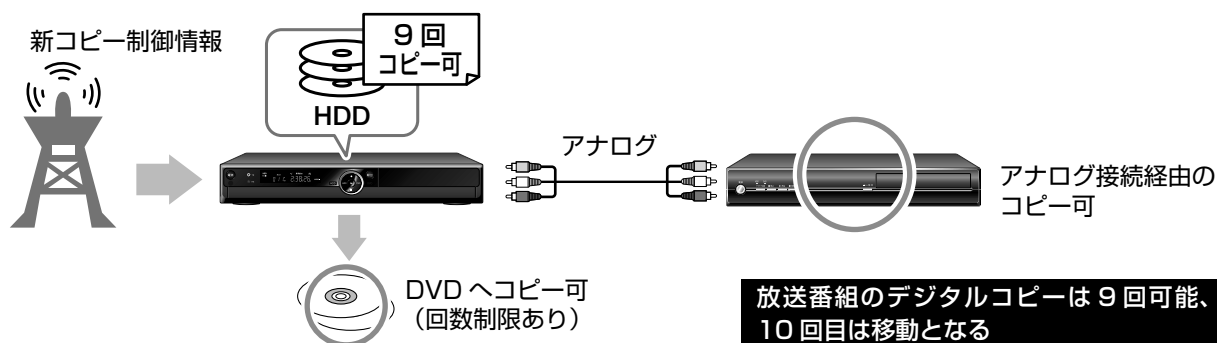 新コピー制御情報
9回
コピー可
HDD
アナログ
アナログ接続経由の
コピー可
DVDへコピー可
（回数制限あり）
放送番組のデジタルコピーは9回可能、
10回目は移動となる